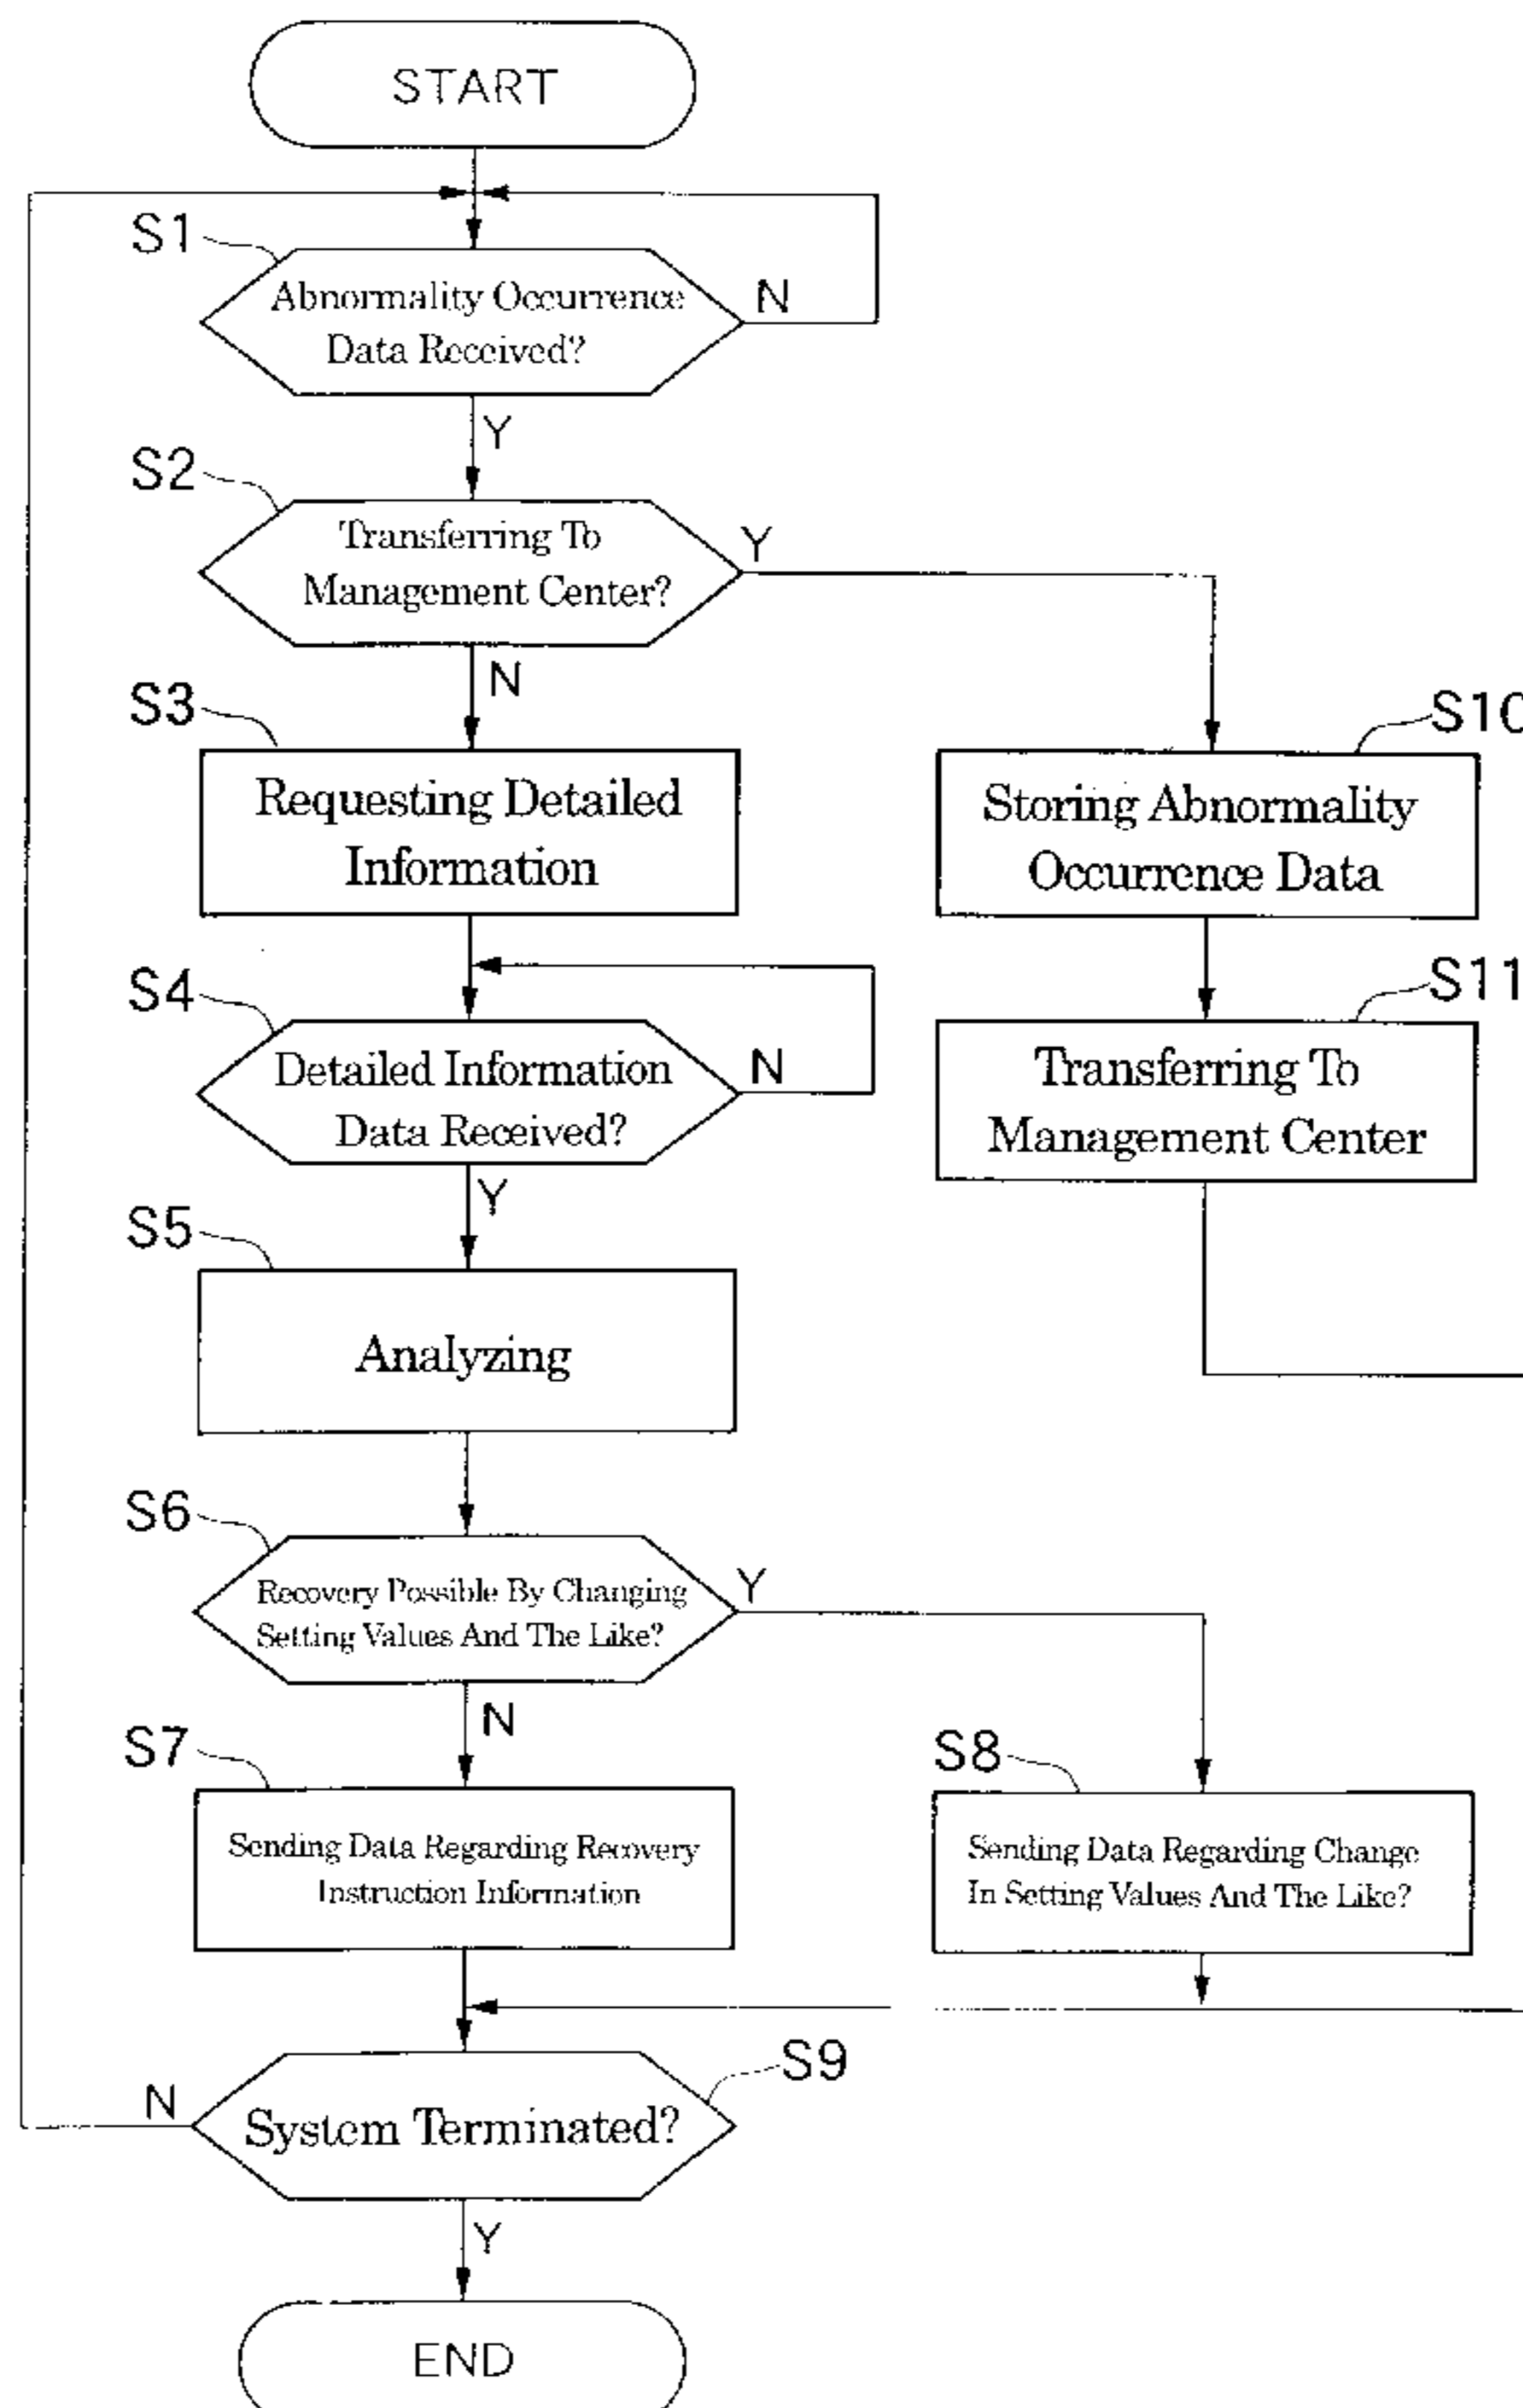 START
S1
Abnormality Occurrence
Data Received?
N
Y
S2
Transferring To
Management Center?
Y
N
S3
Requesting Detailed
Information
S10
Storing Abnormality
Occurrence Data
S4
Detailed Information
Data Received?
N
Y
S11
Transferring To
Management Center
S5
Analyzing
S6
Recovery Possible By Changing
Setting Values And The Like?
Y
N
S7
Sending Data Regarding Recovery
Instruction Information
S8
Sending Data Regarding Change
In Setting Values And The Like?
S9
System Terminated?
N
Y
END